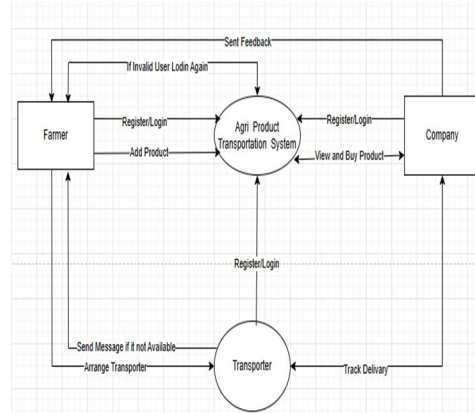 Sent Feedback
If Invalid User Lodin Again
Farmer
Register/Login
Add Product
Agri Product
Transportation System
Register/Login
View and Buy Product
Company
Register/Login
Send Message if it not Available
Arrange Transporter
Transporter
Track Delivary